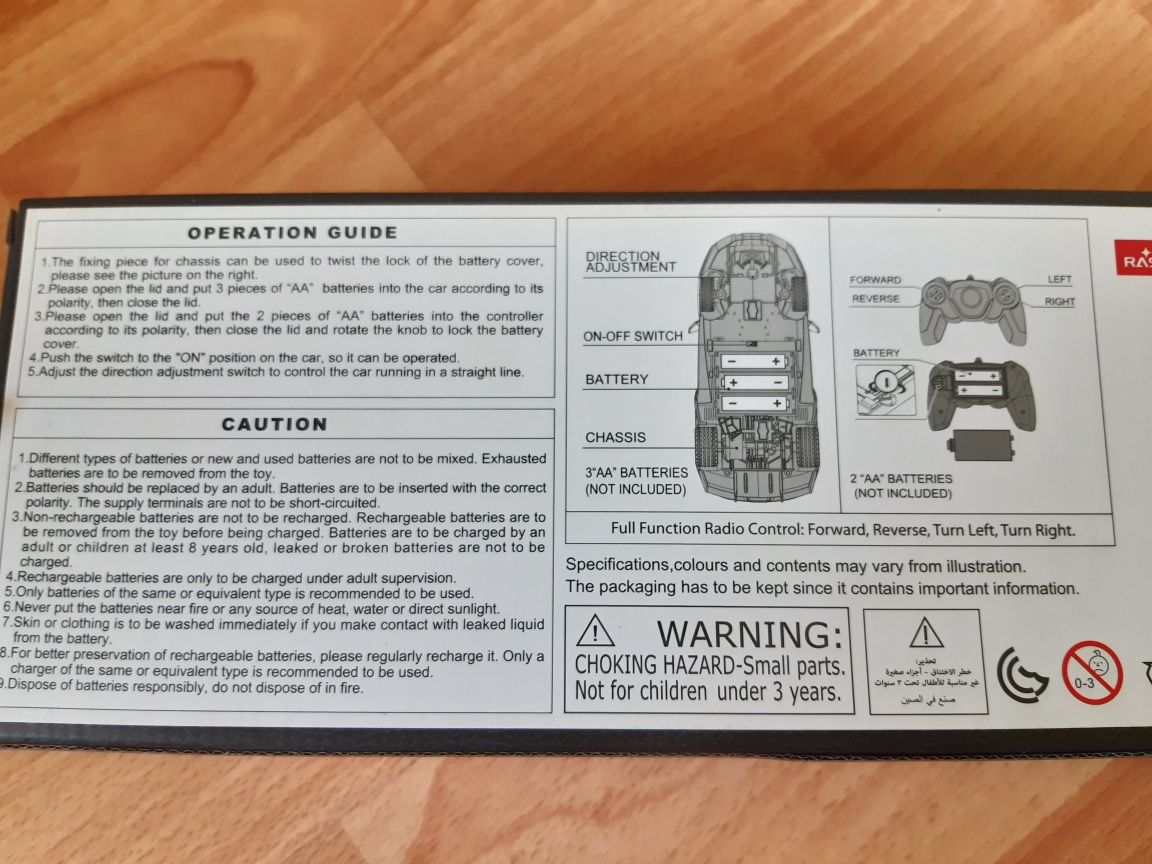 OPERATION GUIDE
1.The fixing piece for chassis can be used to twist the lock of the battery cover,
please see the picture on the right.
2.Please open the lid and put 3 pieces of "AA" batteries into the car according to its
polarity, then close the lid.
3.Please open the lid and put the 2 pieces of "AA" batteries into the controller
according to its polarity, then close the lid and rotate the knob to lock the battery
cover.
4.Push the switch to the "ON" position on the car, so it can be operated.
5.Adjust the direction adjustment switch to control the car running in a straight line.
CAUTION
1.Different types of batteries or new and used batteries are not to be mixed. Exhausted
batteries are to be removed from the toy.
2.Batteries should be replaced by an adult. Batteries are to be inserted with the correct
polarity. The supply terminals are not to be short-circuited.
3.Non-rechargeable batteries are not to be recharged. Rechargeable batteries are to
be removed from the toy before being charged. Batteries are to be charged by an
adult or children at least 8 years old, leaked or broken batteries are not to be
charged.
4.Rechargeable batteries are only to be charged under adult supervision.
5.Only batteries of the same or equivalent type is recommended to be used.
6.Never put the batteries near fire or any source of heat, water or direct sunlight.
7.Skin or clothing is to be washed immediately if you make contact with leaked liquid
from the battery.
8.For better preservation of rechargeable batteries, please regularly recharge it. Only a
charger of the same or equivalent type is recommended to be used.
9.Dispose of batteries responsibly, do not dispose of in fire.
DIRECTION
ADJUSTMENT
ON-OFF SWITCH
BATTERY
CHASSIS
3"AA" BATTERIES
(NOT INCLUDED)
FORWARD
REVERSE
LEFT
RIGHT
BATTERY
2 "AA" BATTERIES
(NOT INCLUDED)
Full Function Radio Control: Forward, Reverse, Turn Left, Turn Right.
Specifications,colours and contents may vary from illustration.
The packaging has to be kept since it contains important information.
WARNING:
CHOKING HAZARD-Small parts.
Not for children under 3 years.
تحذير:
خطر الاختناق - أجزاء صغيرة
غير مناسبة للأطفال تحت ٣ سنوات
صنع في الصين
0-3